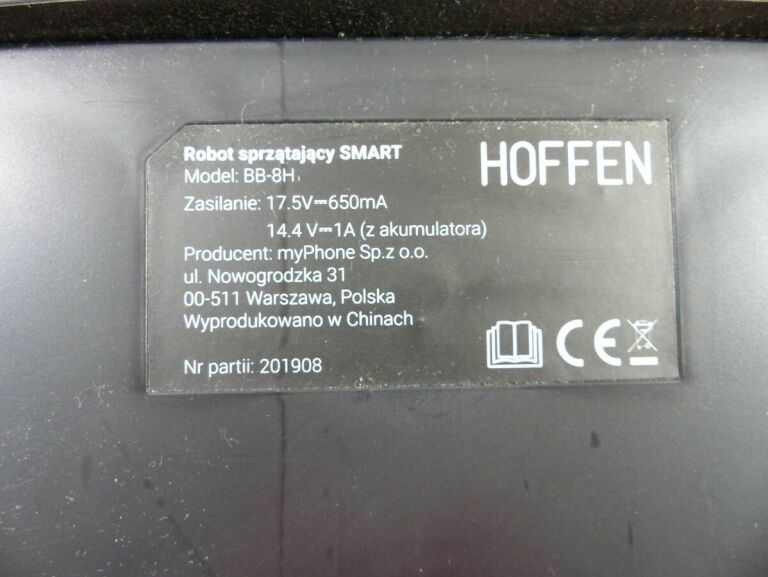 Robot sprzątający SMART
HOFFEN
Model: BB-8H
Zasilanie: 17.5V⎓650mA
14.4 V⎓1A (z akumulatora)
Producent: myPhone Sp.z o.o.
ul. Nowogrodzka 31
00-511 Warszawa, Polska
Wyprodukowano w Chinach
CE
Nr partii: 201908